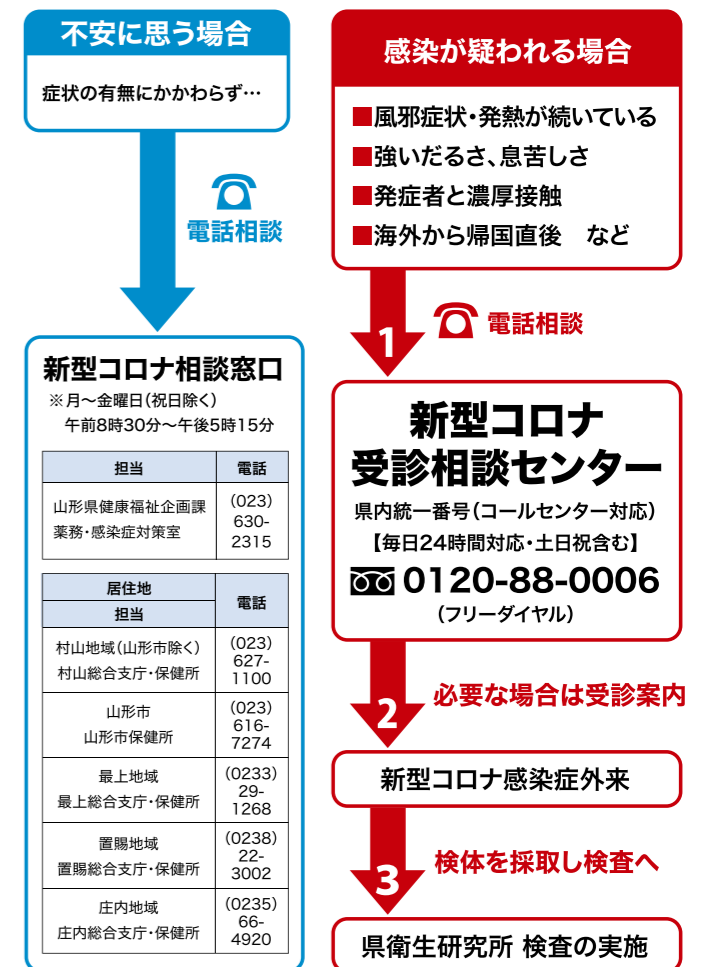 不安に思う場合
症状の有無にかかわらず…
電話相談
新型コロナ相談窓口
※月〜金曜日(祝日除く)
午前8時30分〜午後5時15分
担当 電話
山形県健康福祉企画課
薬務・感染症対策室
(023)
630-
2315
居住地
担当
電話
村山地域(山形市除く)
村山総合支庁・保健所
(023)
627-
1100
山形市
山形市保健所
(023)
616-
7274
最上地域
最上総合支庁・保健所
(0233)
29-
1268
置賜地域
置賜総合支庁・保健所
(0238)
22-
3002
庄内地域
庄内総合支庁・保健所
(0235)
66-
4920
感染が疑われる場合
■風邪症状・発熱が続いている
■強いだるさ、息苦しさ
■発症者と濃厚接触
■海外から帰国直後 など
1
電話相談
新型コロナ
受診相談センター
県内統一番号(コールセンター対応)
【毎日24時間対応・土日祝含む】
0120-88-0006
(フリーダイヤル)
2
必要な場合は受診案内
新型コロナ感染症外来
3
検体を採取し検査へ
県衛生研究所 検査の実施